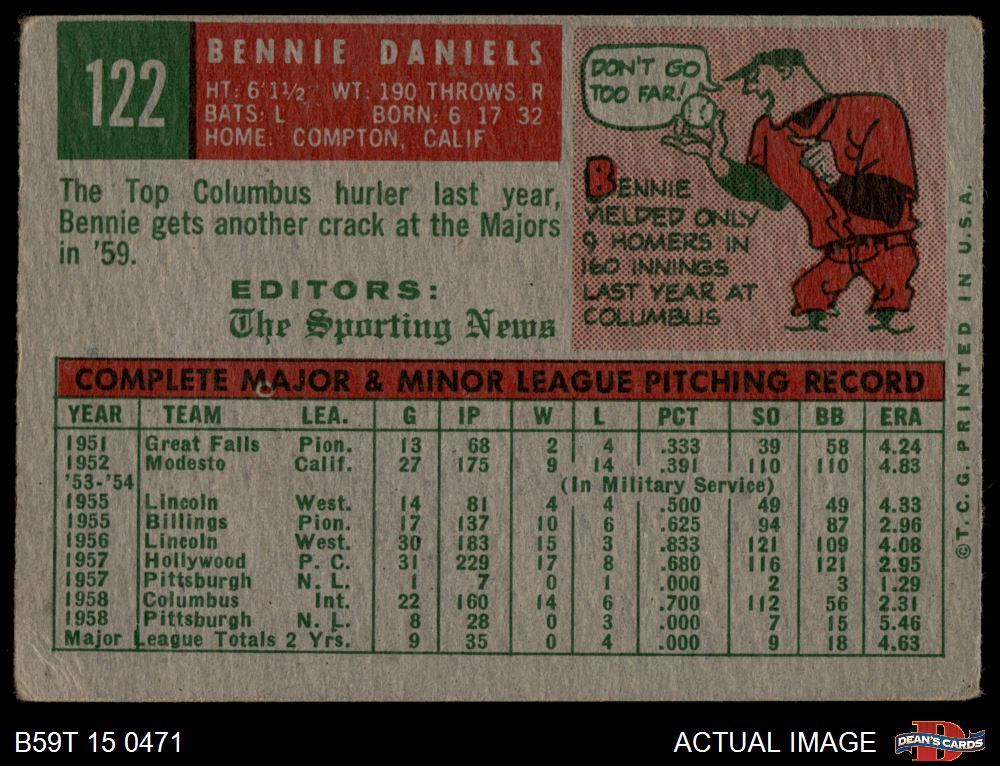 122
BENNIE DANIELS
HT: 6'1½" WT: 190 THROWS: R
BATS: L BORN: 6 17 32
HOME: COMPTON, CALIF
The Top Columbus hurler last year,
Bennie gets another crack at the Majors
in '59.
EDITORS:
The Sporting News
DON'T GO
TOO FAR!
BENNIE
YIELDED ONLY
9 HOMERS IN
160 INNINGS
LAST YEAR AT
COLUMBUS
COMPLETE MAJOR & MINOR LEAGUE PITCHING RECORD
YEAR TEAM LEA. G IP W L PCT SO BB ERA
1951 Great Falls Pion. 13 68 2 4 .333 39 58 4.24
1952 Modesto Calif. 27 175 9 14 .391 110 110 4.83
'53-'54 (In Military Service)
1955 Lincoln West. 14 81 4 4 .500 49 49 4.33
1955 Billings Pion. 17 137 10 6 .625 94 87 2.96
1956 Lincoln West. 30 183 15 3 .833 121 109 4.08
1957 Hollywood P. C. 31 229 17 8 .680 116 121 2.95
1957 Pittsburgh N. L. 1 7 0 1 .000 2 3 1.29
1958 Columbus Int. 22 160 14 6 .700 112 56 2.31
1958 Pittsburgh N. L. 8 28 0 3 .000 7 15 5.46
Major League Totals 2 Yrs. 9 35 0 4 .000 9 18 4.63
©T.C.G. PRINTED IN U.S.A.
B59T 15 0471
ACTUAL IMAGE
DEAN'S CARDS